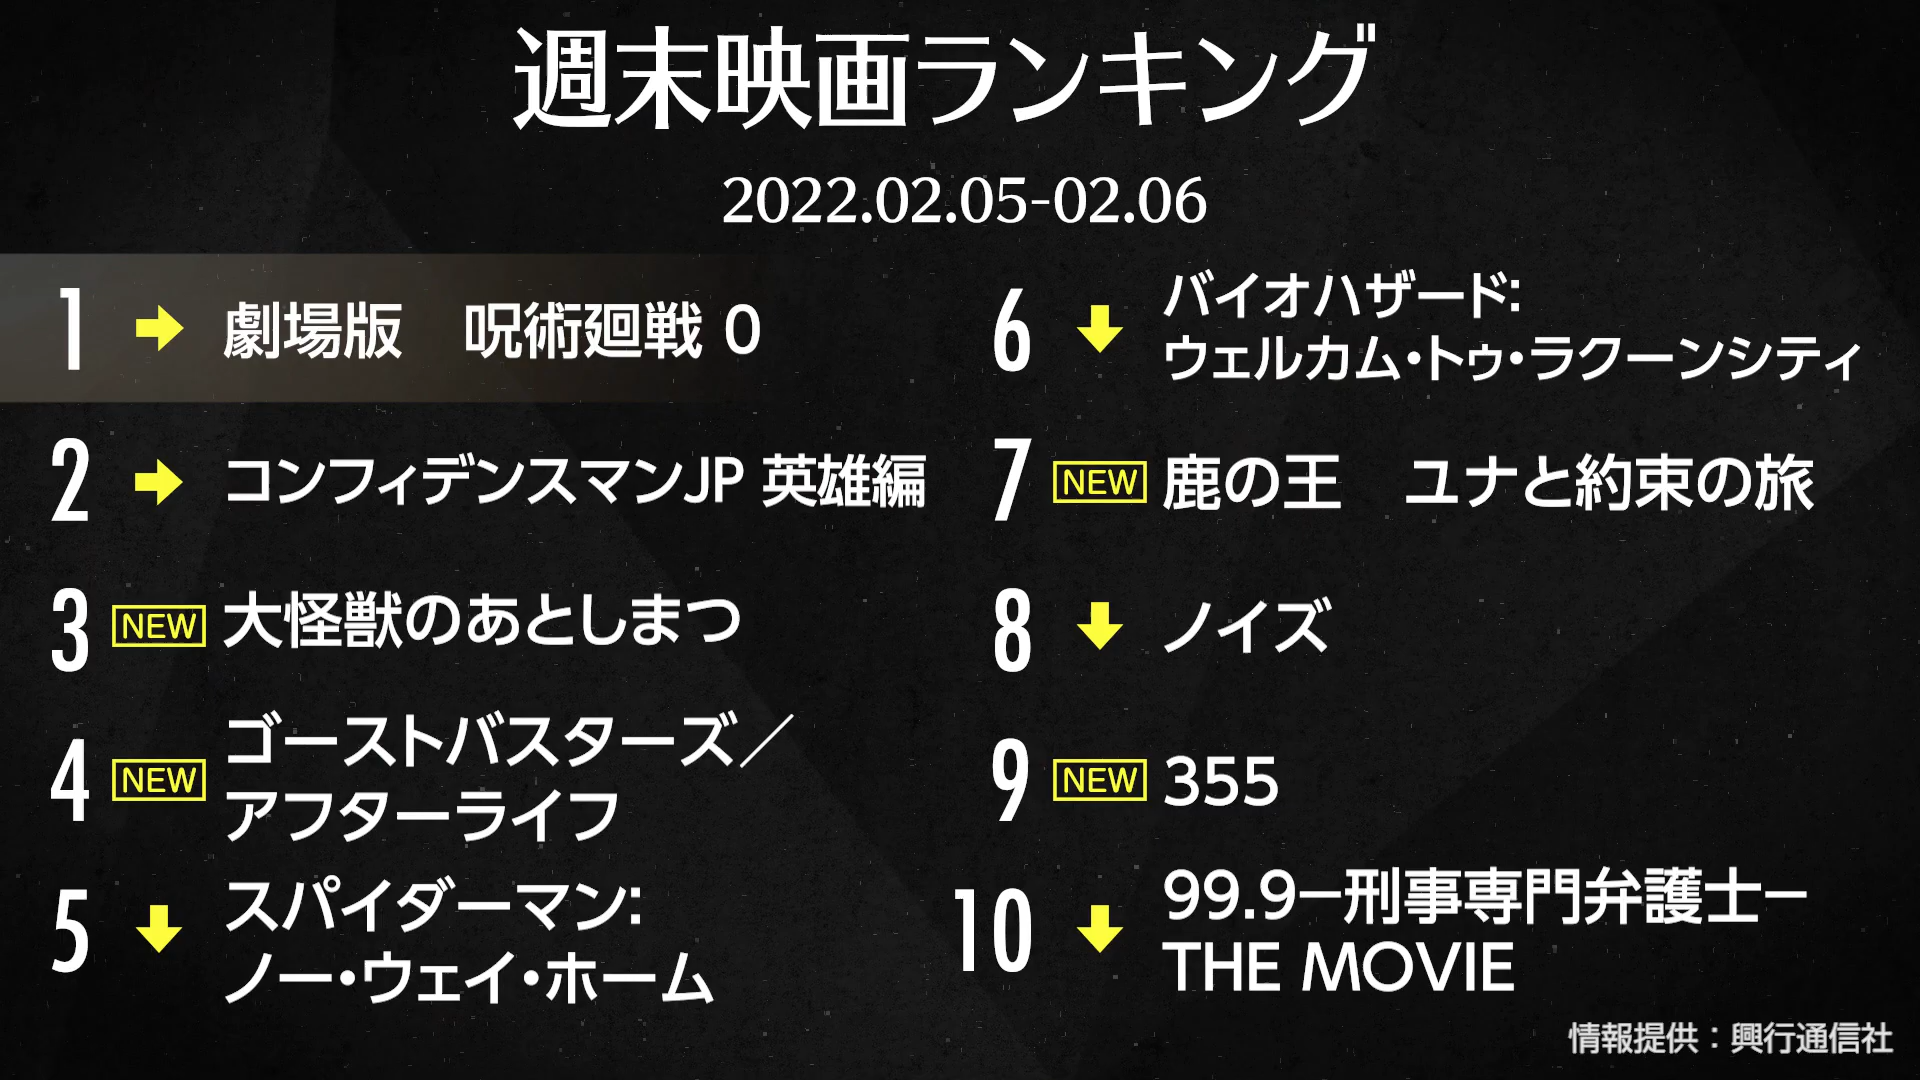 週末映画ランキング
2022.02.05-02.06
1 劇場版　呪術廻戦 0
2 コンフィデンスマンJP 英雄編
3 NEW 大怪獣のあとしまつ
4 NEW ゴーストバスターズ／
アフターライフ
5 スパイダーマン:
ノー・ウェイ・ホーム
6 バイオハザード:
ウェルカム・トゥ・ラクーンシティ
7 NEW 鹿の王　ユナと約束の旅
8 ノイズ
9 NEW 355
10 99.9−刑事専門弁護士−
THE MOVIE
情報提供：興行通信社